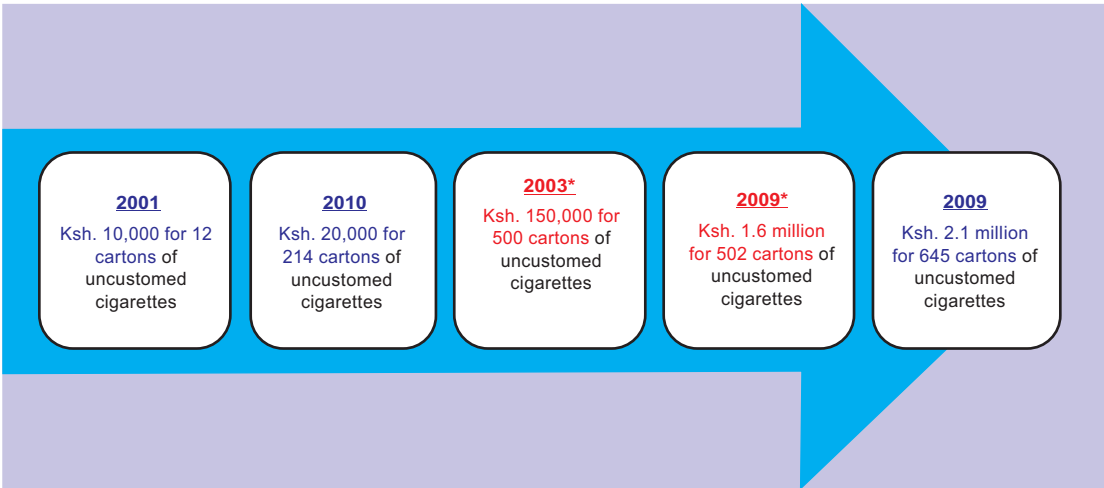 2001
Ksh. 10,000 for 12
cartons of
uncustomed
cigarettes
2010
Ksh. 20,000 for
214 cartons of
uncustomed
cigarettes
2003*
Ksh. 150,000 for
500 cartons of
uncustomed
cigarettes
2009*
Ksh. 1.6 million
for 502 cartons of
uncustomed
cigarettes
2009
Ksh. 2.1 million
for 645 cartons of
uncustomed
cigarettes